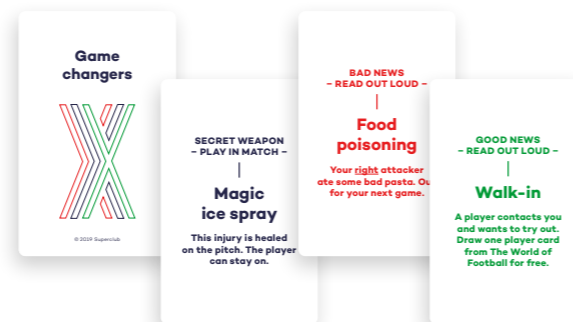 Game
changers
© 2019 Superclub
SECRET WEAPON
– PLAY IN MATCH –
Magic
ice spray
This injury is healed
on the pitch. The player
can stay on.
BAD NEWS
– READ OUT LOUD –
Food
poisoning
Your right attacker
ate some bad pasta. Ou
for your next game.
GOOD NEWS
– READ OUT LOUD –
Walk-in
A player contacts you
and wants to try out.
Draw one player card
from The World of
Football for free.